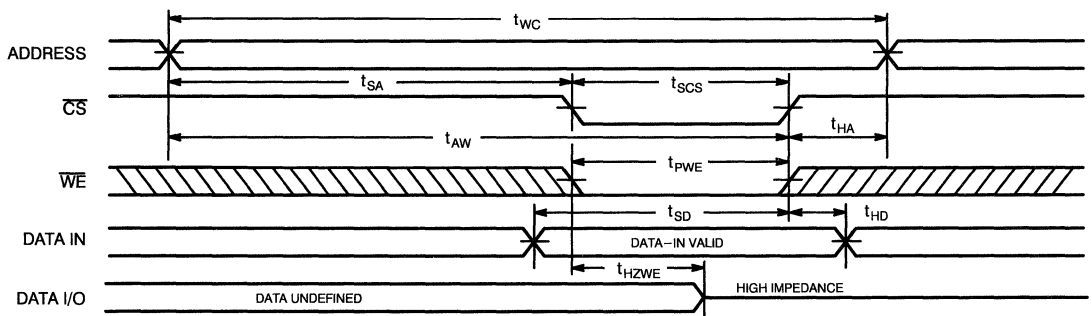 tWC
ADDRESS
tSA
tSCS
CS
tAW
tHA
WE
tPWE
tSD
tHD
DATA IN
DATA-IN VALID
tHZWE
DATA I/O
DATA UNDEFINED
HIGH IMPEDANCE